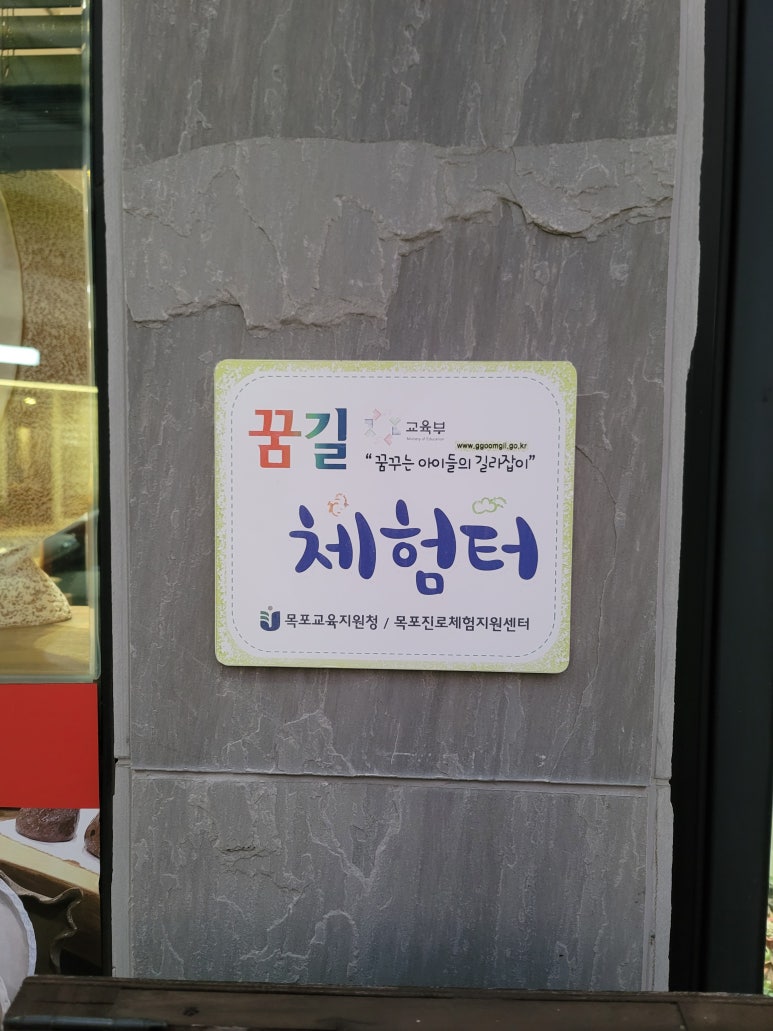 꿈길 교육부
Ministry of Education
www.ggoomgil.go.kr
“꿈꾸는 아이들의 길라잡이”
체험터
목포교육지원청 / 목포진로체험지원센터